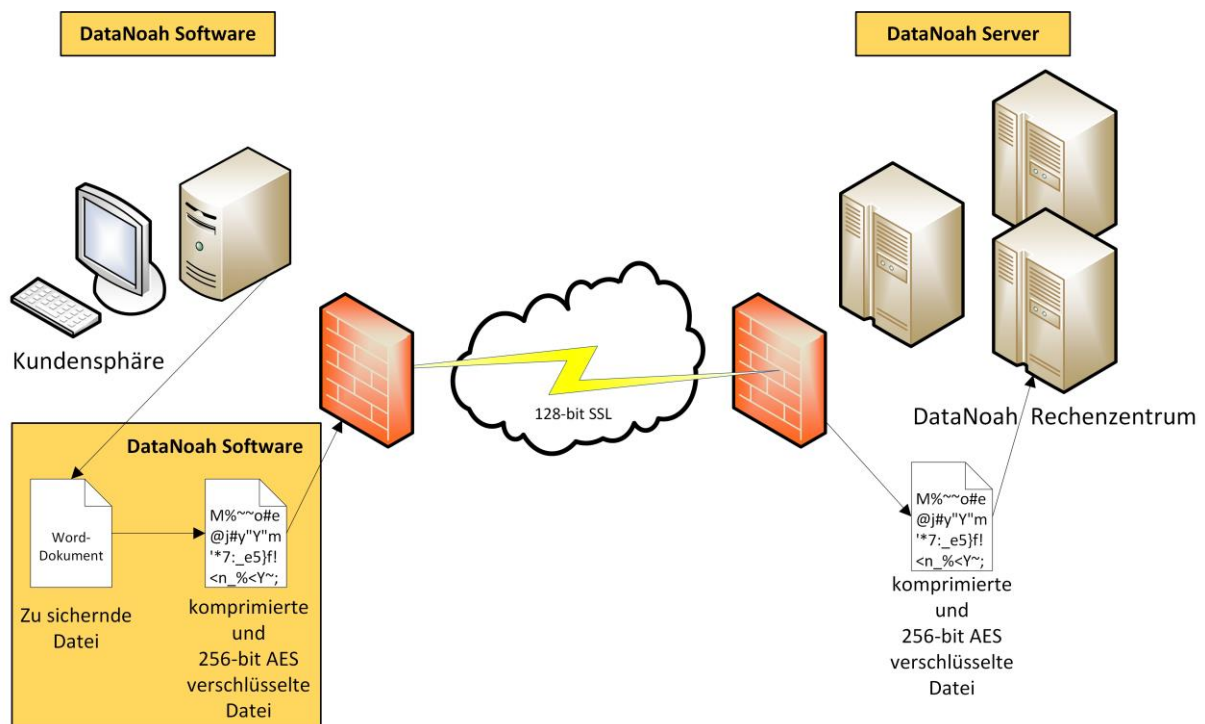 DataNoah Software
DataNoah Server
Kundensphäre
128-bit SSL
DataNoah Rechenzentrum
DataNoah Software
Word-
Dokument
M%~~o#e
@j#y"Y"m
'*7:_e5}f!
<n_%<Y~;
Zu sichernde
Datei
komprimierte
und
256-bit AES
verschlüsselte
Datei
M%~~o#e
@j#y"Y"m
'*7:_e5}f!
<n_%<Y~;
komprimierte
und
256-bit AES
verschlüsselte
Datei